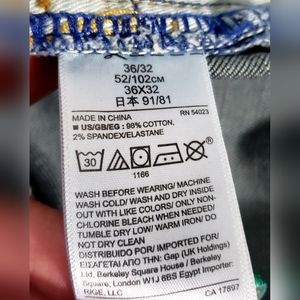 36/32
52/102CM
36X32
日本 91/81
MADE IN CHINA RN 54023
■ US/GB/EG : 98% COTTON,
2% SPANDEX/ELASTANE
30
1166
WASH BEFORE WEARING/ MACHINE
WASH COLD/ WASH AND DRY INSIDE
OUT WITH LIKE COLORS/ ONLY NON-
CHLORINE BLEACH WHEN NEEDED/
TUMBLE DRY LOW/ WARM IRON/ DO
NOT DRY CLEAN
DISTRIBUIDO POR/IMPORTED FOR/
ΕΙΣΑΓΕΤΑΙ ΑΠΟ ΤΗΝ: Gap (UK Holdings)
Ltd, Berkeley Square House / Berkeley
Square, London W1J 6BS Egypt Importer:
RIGE, LLC CA 17897